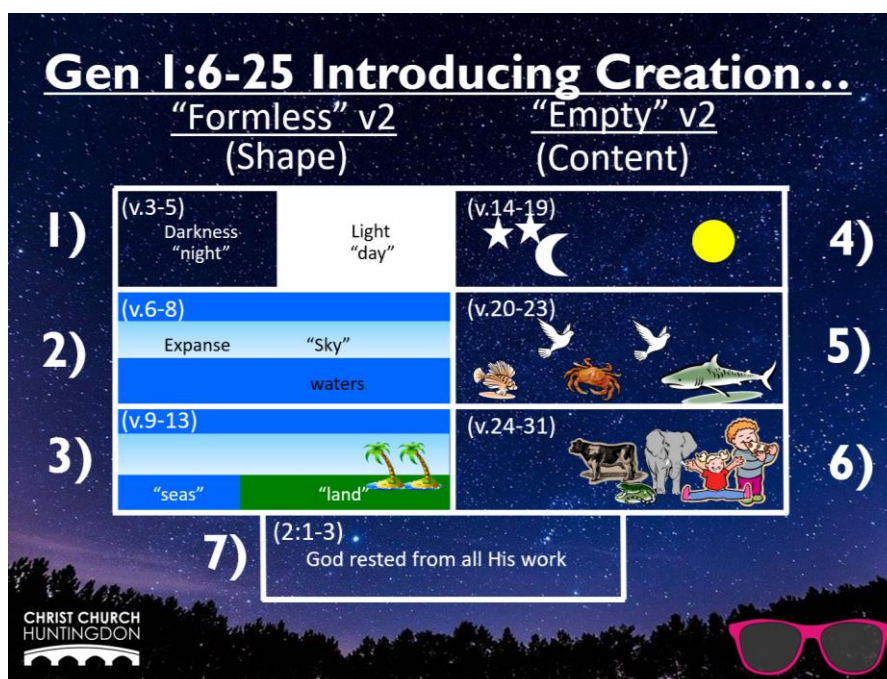 Gen 1:6-25 Introducing Creation...
“Formless” v2
(Shape)
“Empty” v2
(Content)
1)
(v.3-5)
Darkness
“night”
Light
“day”
(v.14-19)
4)
2)
(v.6-8)
Expanse
“Sky”
waters
(v.20-23)
5)
3)
(v.9-13)
“seas”
“land”
(v.24-31)
6)
7)
(2:1-3)
God rested from all His work
CHRIST CHURCH
HUNTINGDON